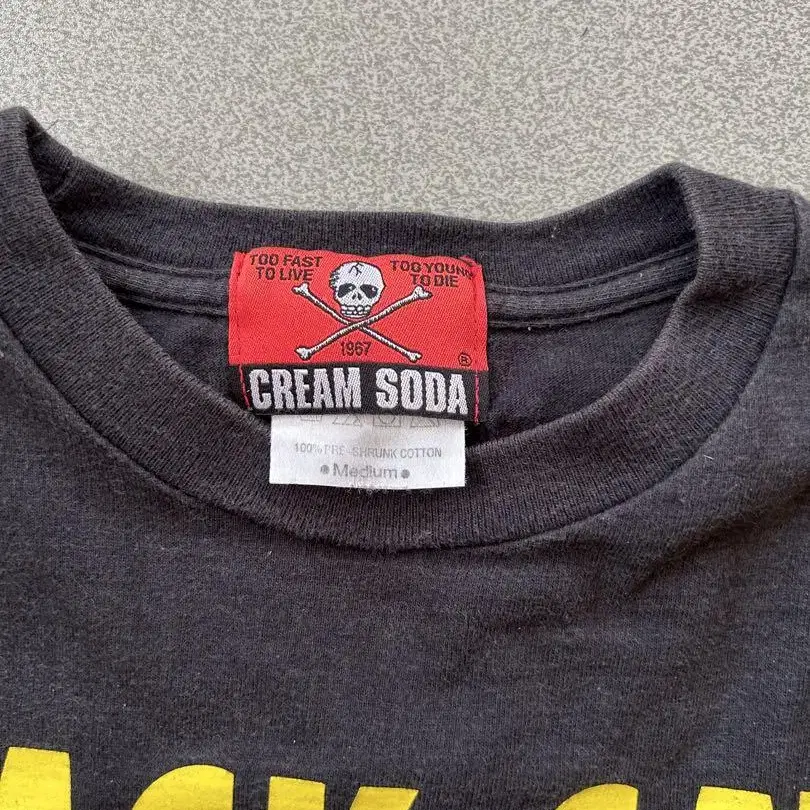 TOO FAST
TO LIVE
TOO YOUNG
TO DIE
1967
®
CREAM SODA
100% PRE-SHRUNK COTTON
•Medium•